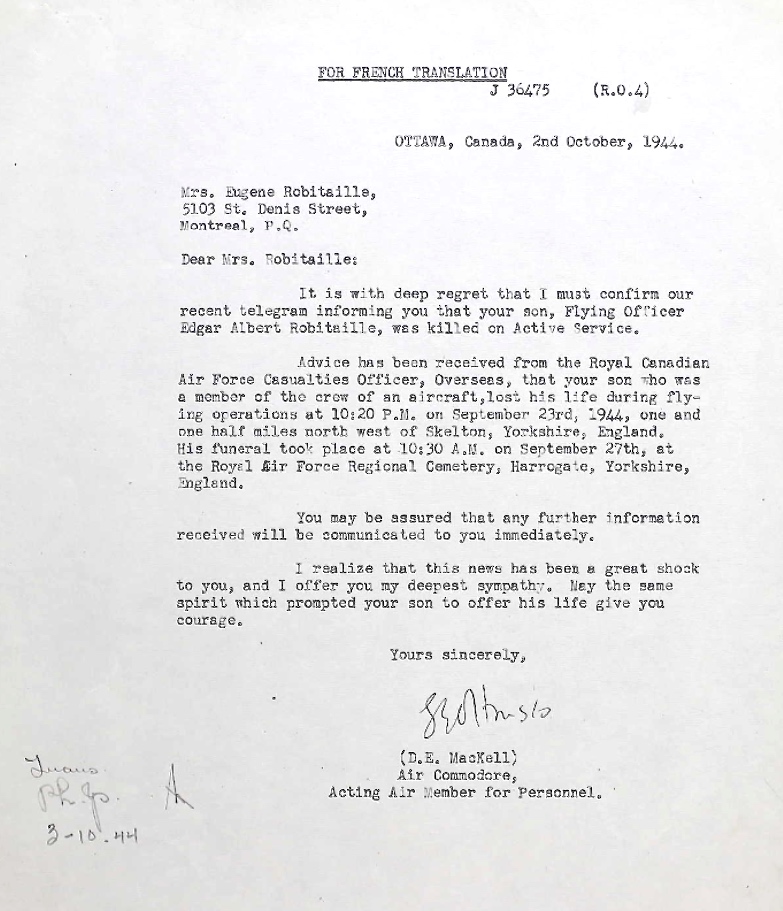 FOR FRENCH TRANSLATION
J 36475 (R.O.4)
OTTAWA, Canada, 2nd October, 1944.
Mrs. Eugene Robitaille,
5103 St. Denis Street,
Montreal, P.Q.
Dear Mrs. Robitaille:
It is with deep regret that I must confirm our
recent telegram informing you that your son, Flying Officer
Edgar Albert Robitaille, was killed on Active Service.
Advice has been received from the Royal Canadian
Air Force Casualties Officer, Overseas, that your son who was
a member of the crew of an aircraft,lost his life during fly-
ing operations at 10:20 P.M. on September 23rd, 1944, one and
one half miles north west of Skelton, Yorkshire, England.
His funeral took place at 10:30 A.M. on September 27th, at
the Royal Air Force Regional Cemetery, Harrogate, Yorkshire,
England.
You may be assured that any further information
received will be communicated to you immediately.
I realize that this news has been a great shock
to you, and I offer you my deepest sympathy. May the same
spirit which prompted your son to offer his life give you
courage.
Yours sincerely,
(D.E. MacKell)
Air Commodore,
Acting Air Member for Personnel.
Trans.
3-10.44